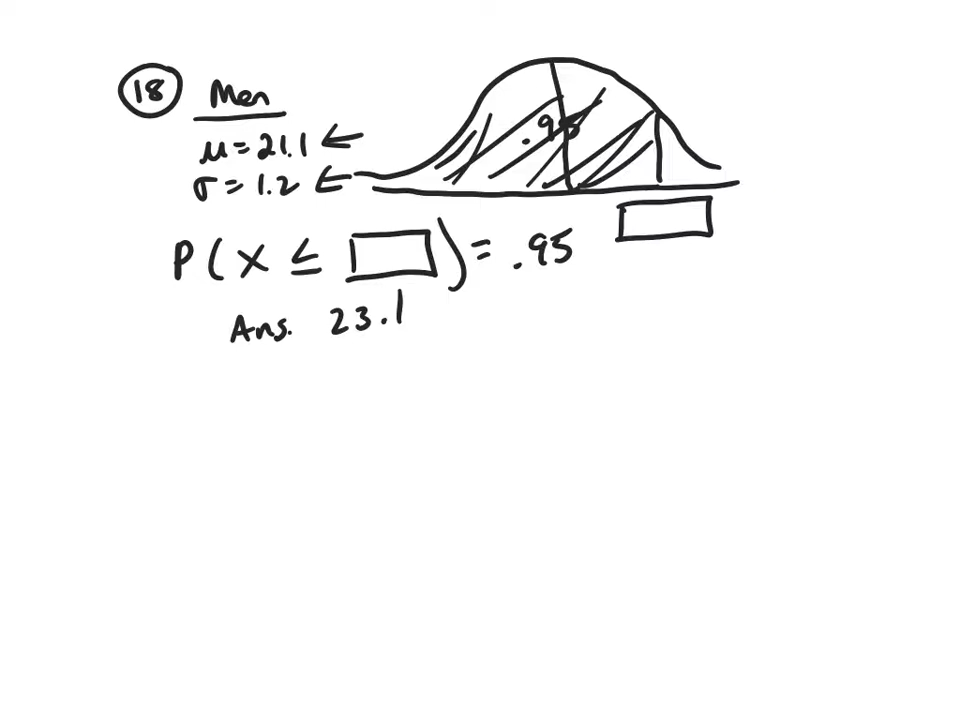 18 Men
μ = 21.1 ←
σ = 1.2 ←
.95
P( X ≤ ) = .95
Ans. 23.1